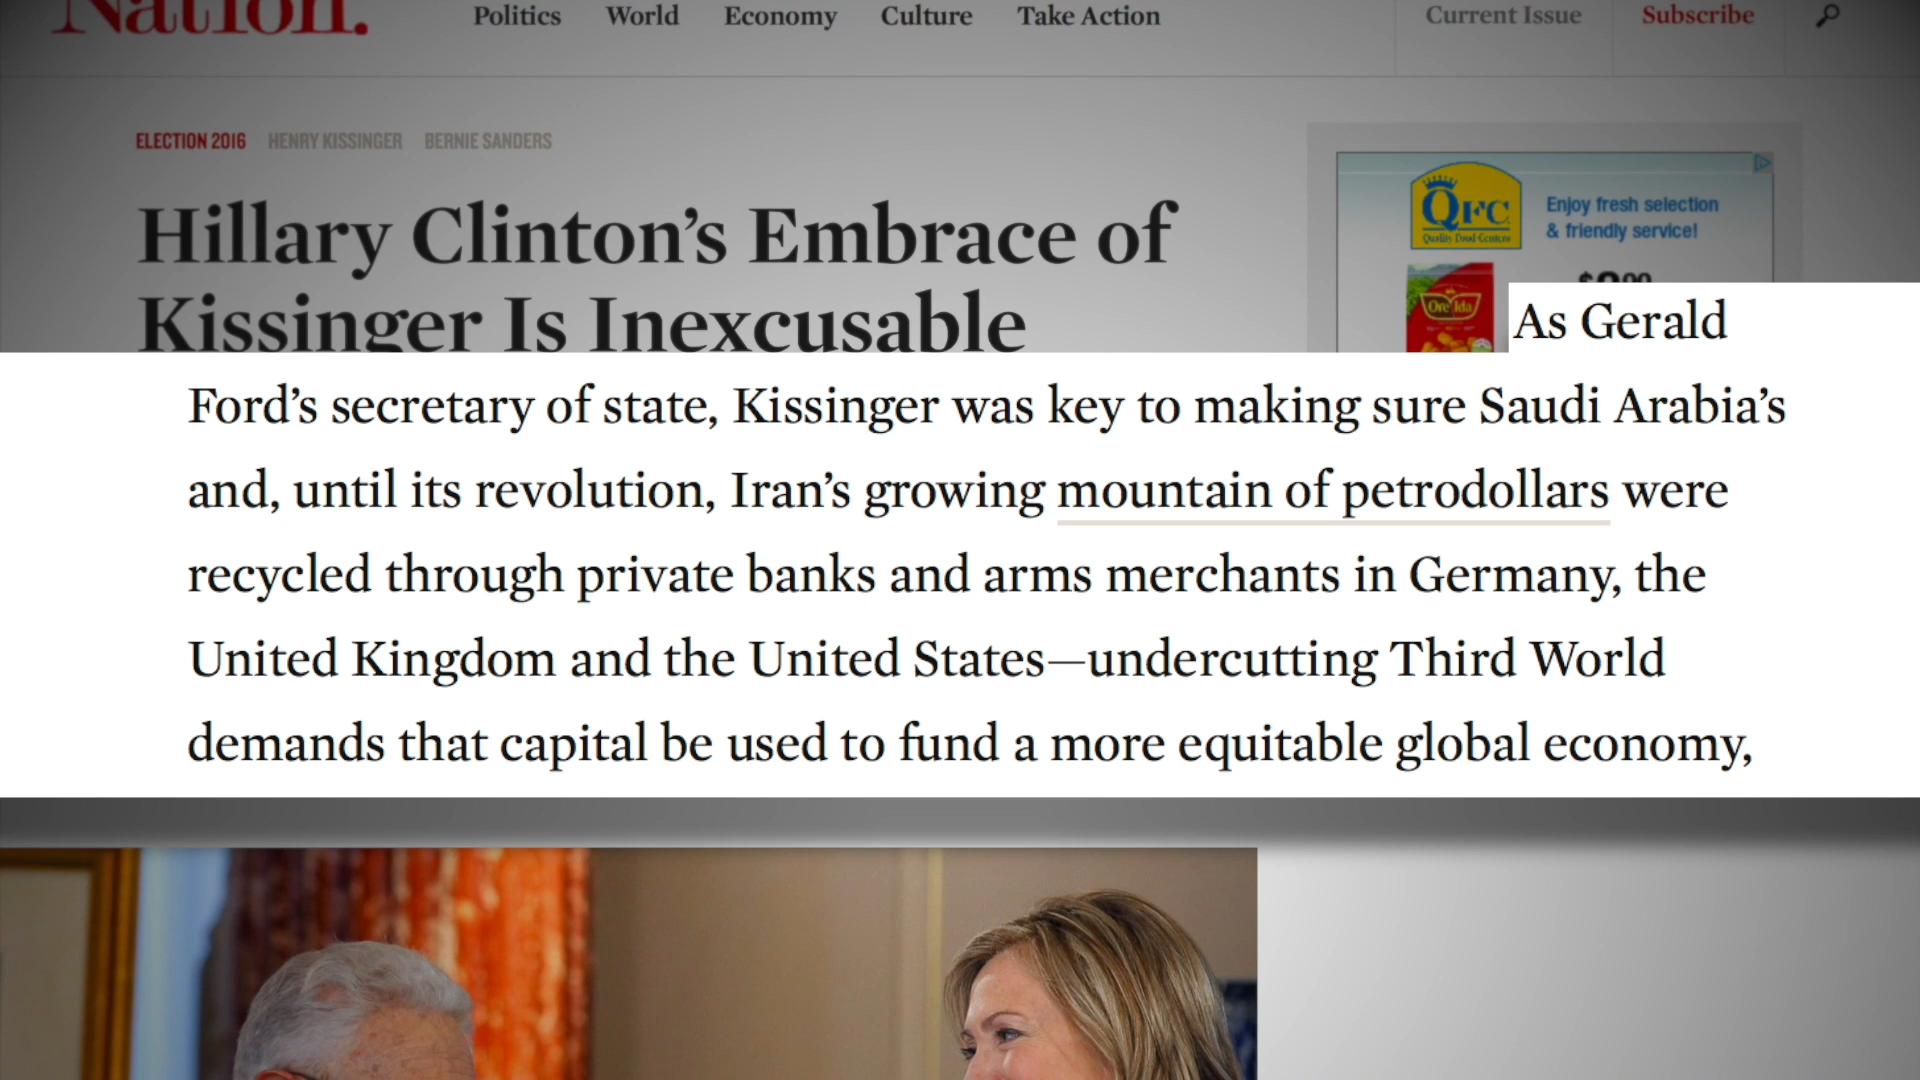 Nation.
Politics World Economy Culture Take Action
Current Issue Subscribe
ELECTION 2016 HENRY KISSINGER BERNIE SANDERS
Hillary Clinton’s Embrace of
Kissinger Is Inexcusable
QFC
Quality Food Centers
Enjoy fresh selection
& friendly service!
Ore Ida
As Gerald
Ford’s secretary of state, Kissinger was key to making sure Saudi Arabia’s
and, until its revolution, Iran’s growing mountain of petrodollars were
recycled through private banks and arms merchants in Germany, the
United Kingdom and the United States—undercutting Third World
demands that capital be used to fund a more equitable global economy,